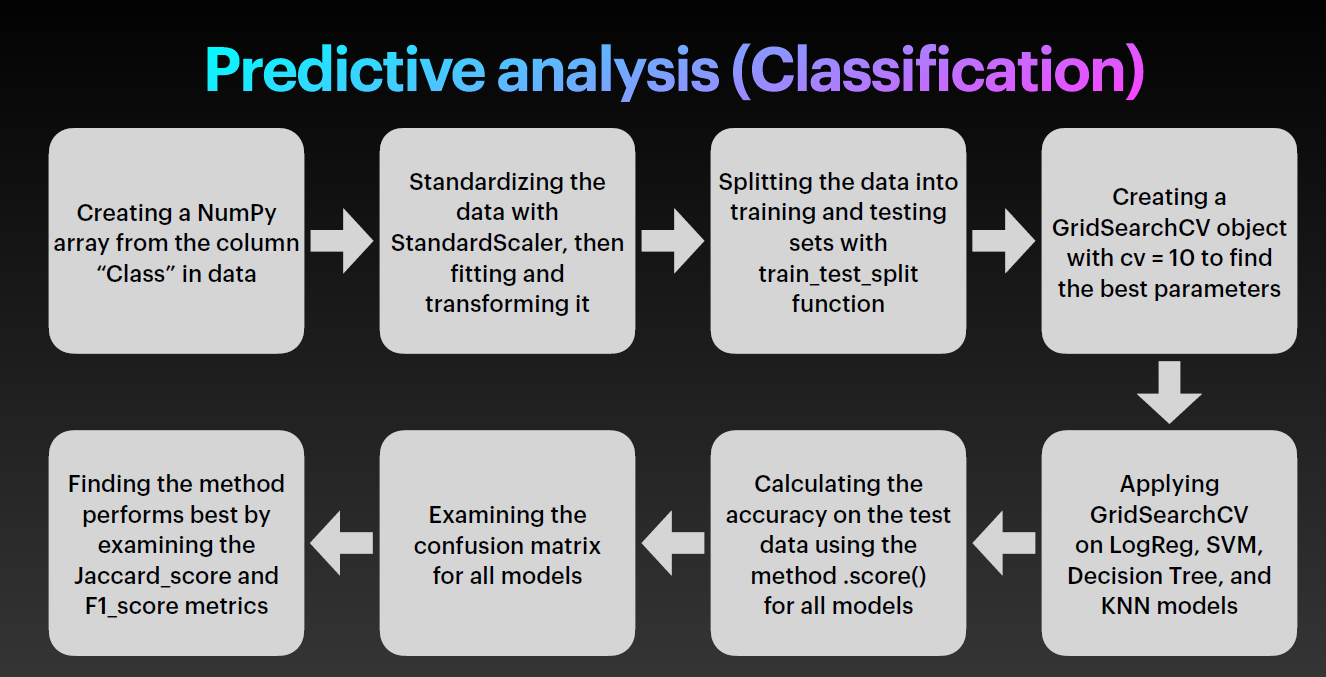 Predictive analysis (Classification)
Creating a NumPy
array from the column
“Class” in data
Standardizing the
data with
StandardScaler, then
fitting and
transforming it
Splitting the data into
training and testing
sets with
train_test_split
function
Creating a
GridSearchCV object
with cv = 10 to find
the best parameters
Applying
GridSearchCV
on LogReg, SVM,
Decision Tree, and
KNN models
Calculating the
accuracy on the test
data using the
method .score()
for all models
Examining the
confusion matrix
for all models
Finding the method
performs best by
examining the
Jaccard_score and
F1_score metrics